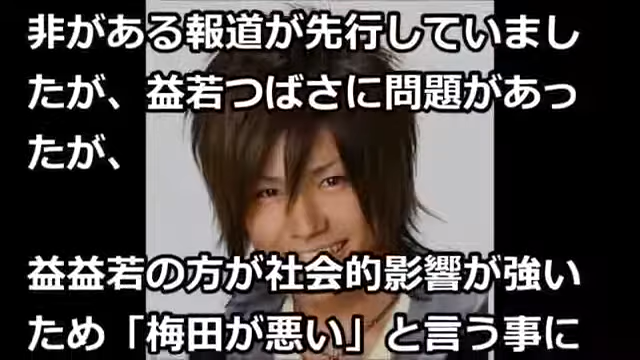 非がある報道が先行していまし
たが、益若つばさに問題があっ
たが、
益益若の方が社会的影響が強い
ため「梅田が悪い」と言う事に